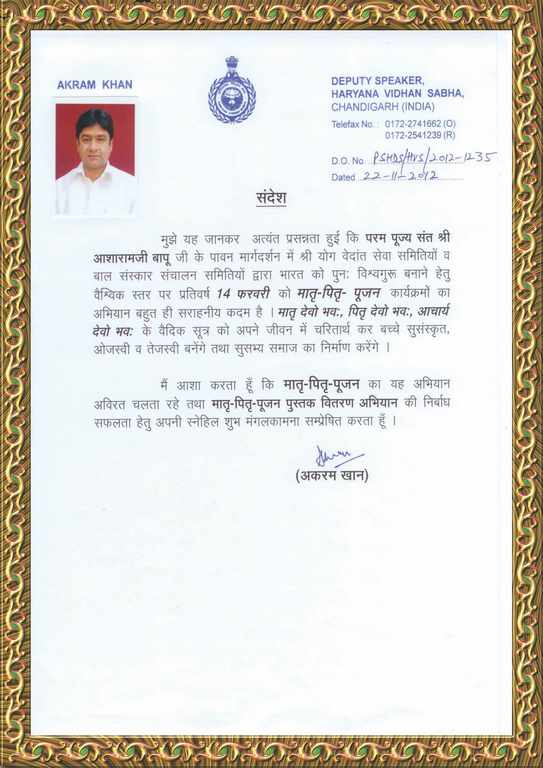 AKRAM KHAN
DEPUTY SPEAKER,
HARYANA VIDHAN SABHA,
CHANDIGARH (INDIA)
Telefax No. : 0172-2741662 (O)
0172-2541239 (R)
D.O. No. PSHDS/HVS/2012-1235
Dated 22-11-2012
संदेश
मुझे यह जानकर अत्यंत प्रसन्नता हुई कि परम पूज्य संत श्री
आशारामजी बापू जी के पावन मार्गदर्शन में श्री योग वेदांत सेवा समितियों व
बाल संस्कार संचालन समितियों द्वारा भारत को पुन: विश्वगुरू बनाने हेतु
वैश्विक स्तर पर प्रतिवर्ष 14 फरवरी को मातृ-पितृ- पूजन कार्यक्रमों का
अभियान बहुत ही सराहनीय कदम है । मातृ देवो भव:, पितृ देवो भव:, आचार्य
देवो भव: के वैदिक सूत्र को अपने जीवन में चरितार्थ कर बच्चे सुसंस्कृत,
ओजस्वी व तेजस्वी बनेंगे तथा सुसभ्य समाज का निर्माण करेंगे ।
मैं आशा करता हूँ कि मातृ-पितृ-पूजन का यह अभियान
अविरत चलता रहे तथा मातृ-पितृ-पूजन पुस्तक वितरण अभियान की निर्बाध
सफलता हेतु अपनी स्नेहिल शुभ मंगलकामना सम्प्रेषित करता हूँ ।
(अकरम खान)